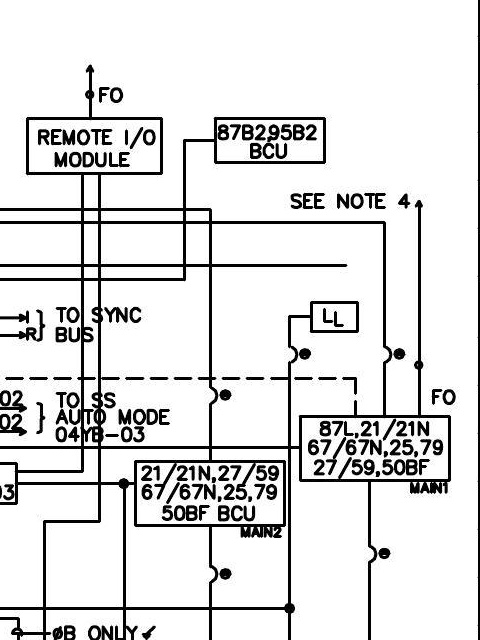 FO
REMOTE I/O
MODULE
87B2,95B2
BCU
SEE NOTE 4
TO SYNC
R} BUS
LL
02
02
TO SS
AUTO MODE
04YB-03
FO
87L,21/21N
67/67N,25,79
27/59,50BF
MAIN1
03
21/21N,27/59
67/67N,25,79
50BF BCU
MAIN2
ØB ONLY